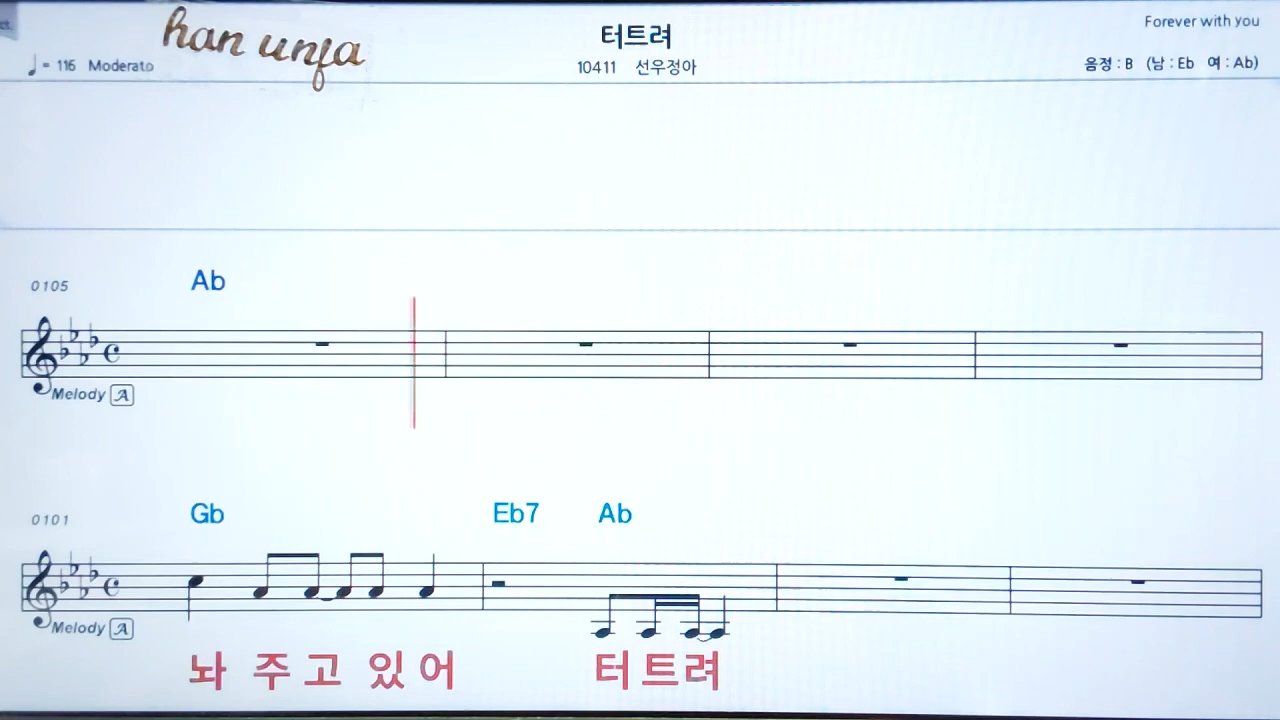 han unfa
터트려
Forever with you
♩= 116 Moderato
10411 선우정아
음정 : B (남 : Eb 여 : Ab)
0105
Ab
Melody A
0101
Gb Eb7 Ab
Melody A
놔 주고 있어 터트려